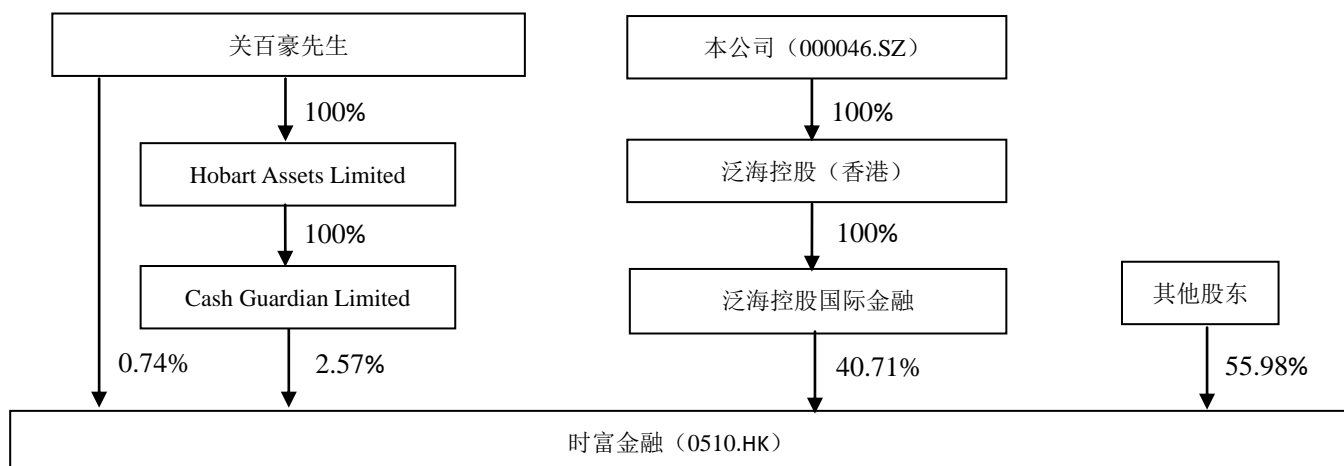 关百豪先生
本公司（000046.SZ）
100%
100%
Hobart Assets Limited
泛海控股（香港）
100%
100%
Cash Guardian Limited
泛海控股国际金融
其他股东
0.74%
2.57%
40.71%
55.98%
时富金融（0510.HK）